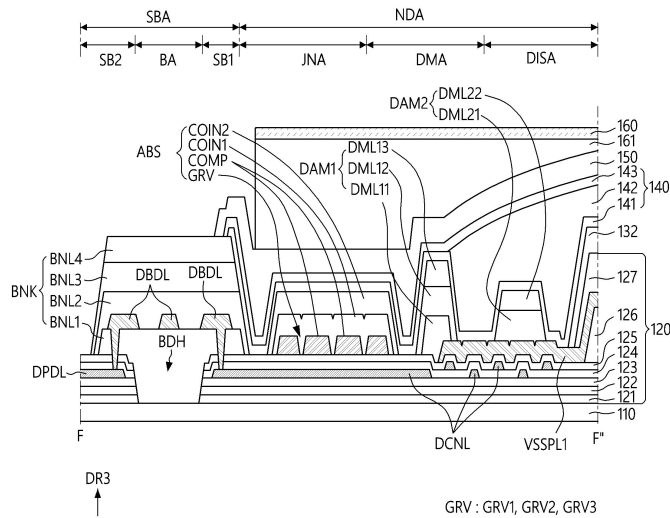 SBA
NDA
SB2
BA
SB1
JNA
DMA
DISA
ABS
COIN2
COIN1
COMP
GRV
DAM1
DML13
DML12
DML11
DAM2
DML22
DML21
160
161
150
143
142
141
140
132
127
126
125
124
123
122
121
120
110
BNK
BNL4
BNL3
BNL2
BNL1
DBDL
DBDL
BDH
DPDL
DCNL
VSSPL1
F
F"
DR3
GRV : GRV1, GRV2, GRV3